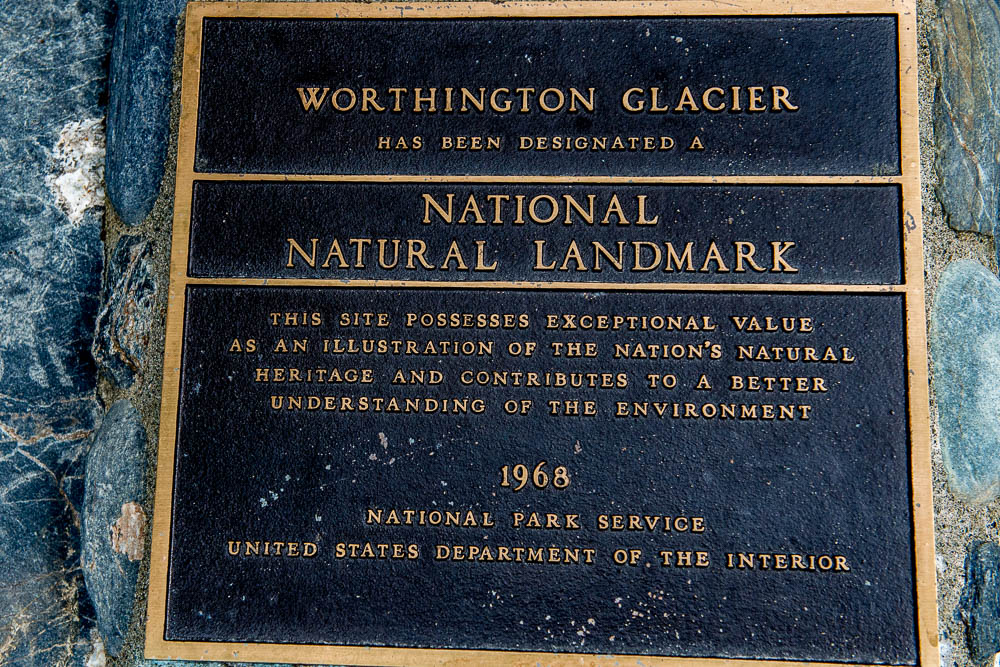 WORTHINGTON GLACIER
HAS BEEN DESIGNATED A
NATIONAL
NATURAL LANDMARK
THIS SITE POSSESSES EXCEPTIONAL VALUE
AS AN ILLUSTRATION OF THE NATION'S NATURAL
HERITAGE AND CONTRIBUTES TO A BETTER
UNDERSTANDING OF THE ENVIRONMENT
1968
NATIONAL PARK SERVICE
UNITED STATES DEPARTMENT OF THE INTERIOR